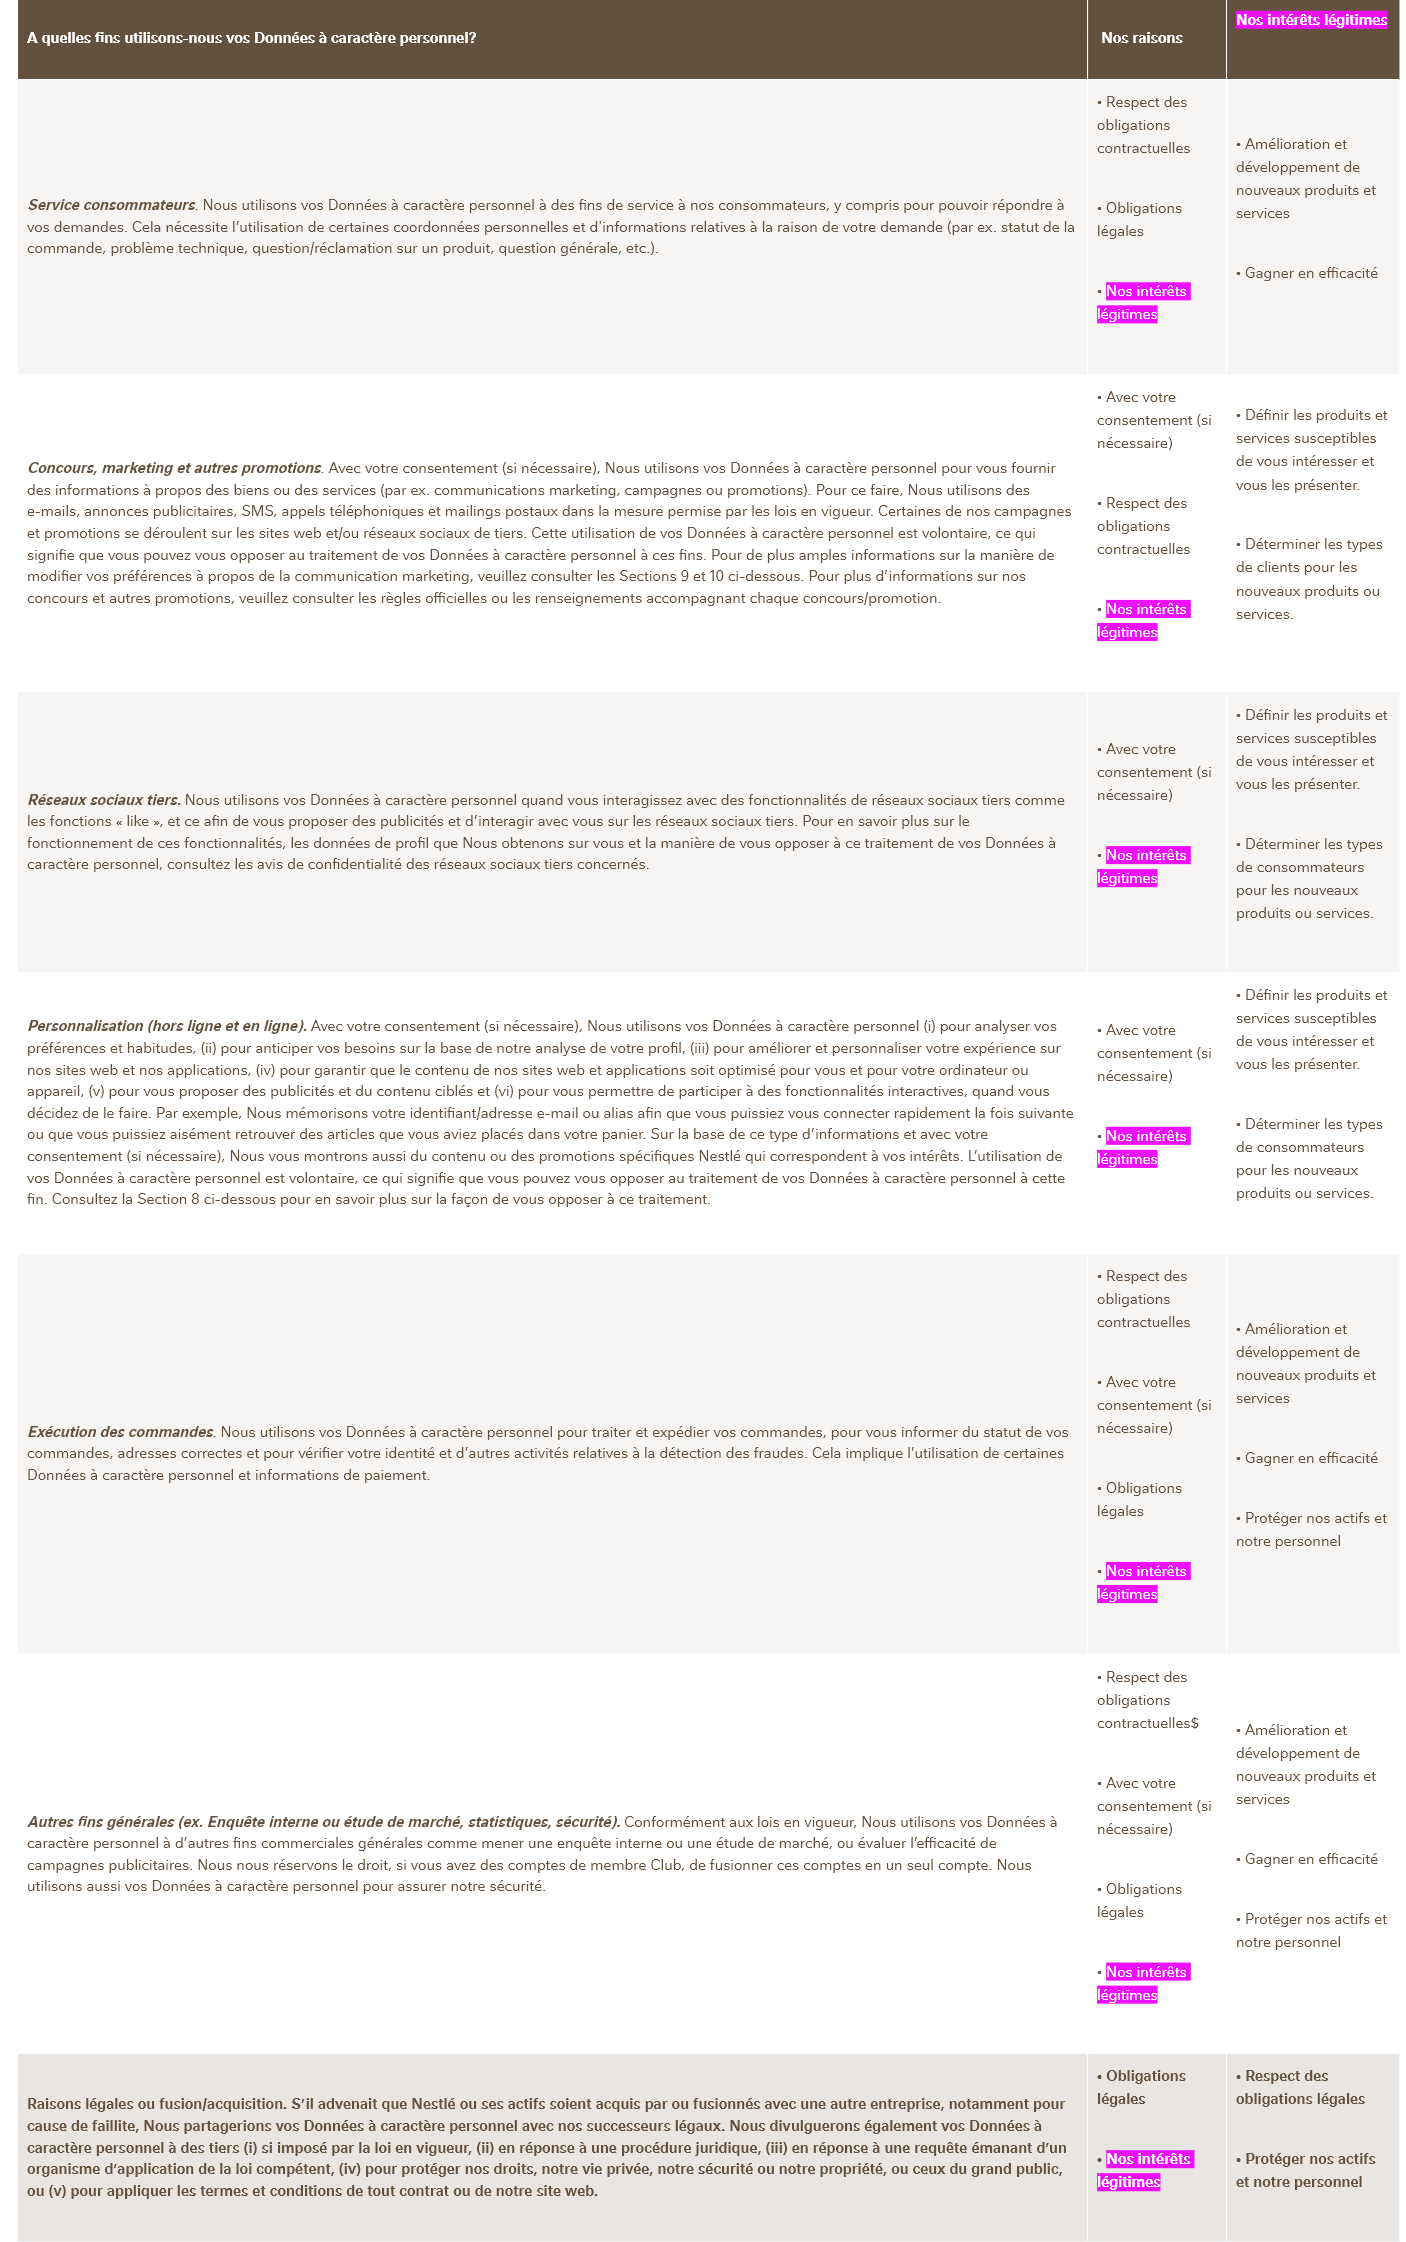 A quelles fins utilisons-nous vos Données à caractère personnel?
Nos raisons
Nos intérêts légitimes
Service consommateurs. Nous utilisons vos Données à caractère personnel à des fins de service à nos consommateurs, y compris pour pouvoir répondre à
vos demandes. Cela nécessite l’utilisation de certaines coordonnées personnelles et d'informations relatives à la raison de votre demande (par ex. statut de la
commande, problème technique, question/réclamation sur un produit, question générale, etc.).
• Respect des
obligations
contractuelles
• Obligations
légales
• Nos intérêts
légitimes
• Amélioration et
développement de
nouveaux produits et
services
• Gagner en efficacité
Concours, marketing et autres promotions. Avec votre consentement (si nécessaire), Nous utilisons vos Données à caractère personnel pour vous fournir
des informations à propos des biens ou des services (par ex. communications marketing, campagnes ou promotions). Pour ce faire, Nous utilisons des
e-mails, annonces publicitaires, SMS, appels téléphoniques et mailings postaux dans la mesure permise par les lois en vigueur. Certaines de nos campagnes
et promotions se déroulent sur les sites web et/ou réseaux sociaux de tiers. Cette utilisation de vos Données à caractère personnel est volontaire, ce qui
signifie que vous pouvez vous opposer au traitement de vos Données à caractère personnel à ces fins. Pour de plus amples informations sur la manière de
modifier vos préférences à propos de la communication marketing, veuillez consulter les Sections 9 et 10 ci-dessous. Pour plus d’informations sur nos
concours et autres promotions, veuillez consulter les règles officielles ou les renseignements accompagnant chaque concours/promotion.
• Avec votre
consentement (si
nécessaire)
• Respect des
obligations
contractuelles
• Nos intérêts
légitimes
• Définir les produits et
services susceptibles
de vous intéresser et
vous les présenter.
• Déterminer les types
de clients pour les
nouveaux produits ou
services.
Réseaux sociaux tiers. Nous utilisons vos Données à caractère personnel quand vous interagissez avec des fonctionnalités de réseaux sociaux tiers comme
les fonctions « like », et ce afin de vous proposer des publicités et d’interagir avec vous sur les réseaux sociaux tiers. Pour en savoir plus sur le
fonctionnement de ces fonctionnalités, les données de profil que Nous obtenons sur vous et la manière de vous opposer à ce traitement de vos Données à
caractère personnel, consultez les avis de confidentialité des réseaux sociaux tiers concernés.
• Avec votre
consentement (si
nécessaire)
• Nos intérêts
légitimes
• Définir les produits et
services susceptibles
de vous intéresser et
vous les présenter.
• Déterminer les types
de consommateurs
pour les nouveaux
produits ou services.
Personnalisation (hors ligne et en ligne). Avec votre consentement (si nécessaire), Nous utilisons vos Données à caractère personnel (i) pour analyser vos
préférences et habitudes, (ii) pour anticiper vos besoins sur la base de notre analyse de votre profil, (iii) pour améliorer et personnaliser votre expérience sur
nos sites web et nos applications, (iv) pour garantir que le contenu de nos sites web et applications soit optimisé pour vous et pour votre ordinateur ou
appareil, (v) pour vous proposer des publicités et du contenu ciblés et (vi) pour vous permettre de participer à des fonctionnalités interactives, quand vous
décidez de le faire. Par exemple, Nous mémorisons votre identifiant/adresse e-mail ou alias afin que vous puissiez vous connecter rapidement la fois suivante
ou que vous puissiez aisément retrouver des articles que vous aviez placés dans votre panier. Sur la base de ce type d’informations et avec votre
consentement (si nécessaire), Nous vous montrons aussi du contenu ou des promotions spécifiques Nestlé qui correspondent à vos intérêts. L’utilisation de
vos Données à caractère personnel est volontaire, ce qui signifie que vous pouvez vous opposer au traitement de vos Données à caractère personnel à cette
fin. Consultez la Section 8 ci-dessous pour en savoir plus sur la façon de vous opposer à ce traitement.
• Avec votre
consentement (si
nécessaire)
• Nos intérêts
légitimes
• Définir les produits et
services susceptibles
de vous intéresser et
vous les présenter.
• Déterminer les types
de consommateurs
pour les nouveaux
produits ou services.
Exécution des commandes. Nous utilisons vos Données à caractère personnel pour traiter et expédier vos commandes, pour vous informer du statut de vos
commandes, adresses correctes et pour vérifier votre identité et d’autres activités relatives à la détection des fraudes. Cela implique l’utilisation de certaines
Données à caractère personnel et informations de paiement.
• Respect des
obligations
contractuelles
• Avec votre
consentement (si
nécessaire)
• Obligations
légales
• Nos intérêts
légitimes
• Amélioration et
développement de
nouveaux produits et
services
• Gagner en efficacité
• Protéger nos actifs et
notre personnel
Autres fins générales (ex. Enquête interne ou étude de marché, statistiques, sécurité). Conformément aux lois en vigueur, Nous utilisons vos Données à
caractère personnel à d’autres fins commerciales générales comme mener une enquête interne ou une étude de marché, ou évaluer l’efficacité de
campagnes publicitaires. Nous nous réservons le droit, si vous avez des comptes de membre Club, de fusionner ces comptes en un seul compte. Nous
utilisons aussi vos Données à caractère personnel pour assurer notre sécurité.
• Respect des
obligations
contractuelles$
• Avec votre
consentement (si
nécessaire)
• Obligations
légales
• Nos intérêts
légitimes
• Amélioration et
développement de
nouveaux produits et
services
• Gagner en efficacité
• Protéger nos actifs et
notre personnel
Raisons légales ou fusion/acquisition. S’il advenait que Nestlé ou ses actifs soient acquis par ou fusionnés avec une autre entreprise, notamment pour
cause de faillite, Nous partagerions vos Données à caractère personnel avec nos successeurs légaux. Nous divulguerons également vos Données à
caractère personnel à des tiers (i) si imposé par la loi en vigueur, (ii) en réponse à une procédure juridique, (iii) en réponse à une requête émanant d’un
organisme d’application de la loi compétent, (iv) pour protéger nos droits, notre vie privée, notre sécurité ou notre propriété, ou ceux du grand public,
ou (v) pour appliquer les termes et conditions de tout contrat ou de notre site web.
• Obligations
légales
• Nos intérêts
légitimes
• Respect des
obligations légales
• Protéger nos actifs
et notre personnel